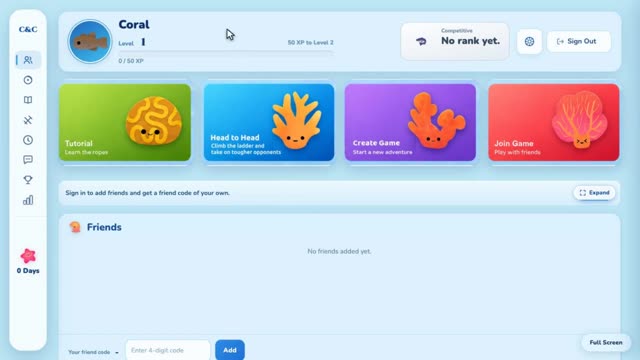 C&C
Coral
Level 1
50 XP to Level 2
0 / 50 XP
Competitive
No rank yet.
Sign Out
Tutorial
Learn the ropes
Head to Head
Climb the ladder and
take on tougher opponents
Create Game
Start a new adventure
Join Game
Play with friends
Sign in to add friends and get a friend code of your own.
Expand
Friends
No friends added yet.
0 Days
Your friend code
Enter 4-digit code
Add
Full Screen